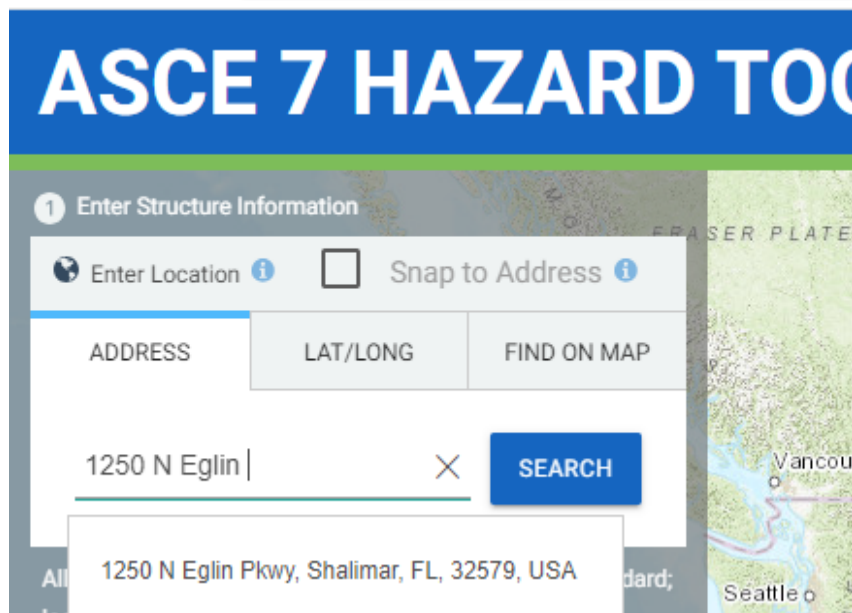 ASCE 7 HAZARD TOO
1 Enter Structure Information
Enter Location i Snap to Address i
ADDRESS LAT/LONG FIND ON MAP
1250 N Eglin
SEARCH
1250 N Eglin Pkwy, Shalimar, FL, 32579, USA
All dard;
FRASER PLATE
Vancou
Seattle